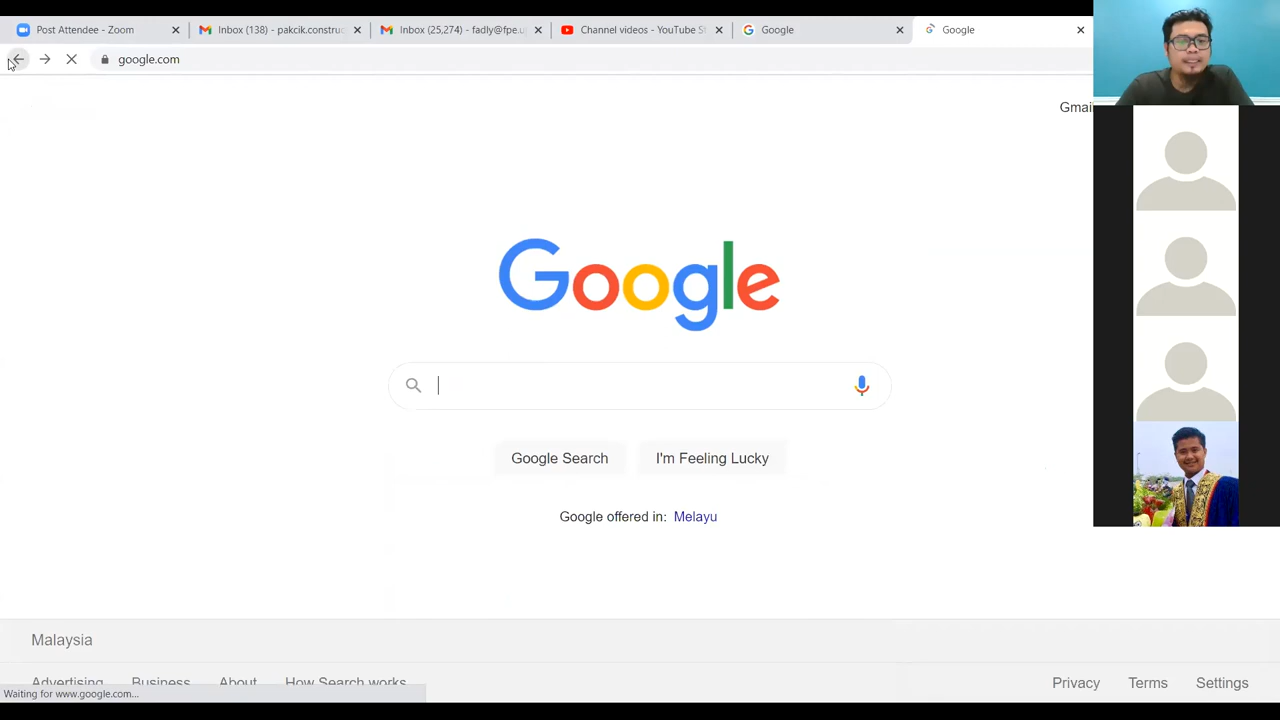 Post Attendee - Zoom
Inbox (138) - pakcik.construc
Inbox (25,274) - fadly@fpe.u
Channel videos - YouTube S
Google
Google
google.com
Gmai
Google
Google Search
I'm Feeling Lucky
Google offered in: Melayu
Malaysia
Advertising
Business
About
How Search works
Privacy
Terms
Settings
Waiting for www.google.com...